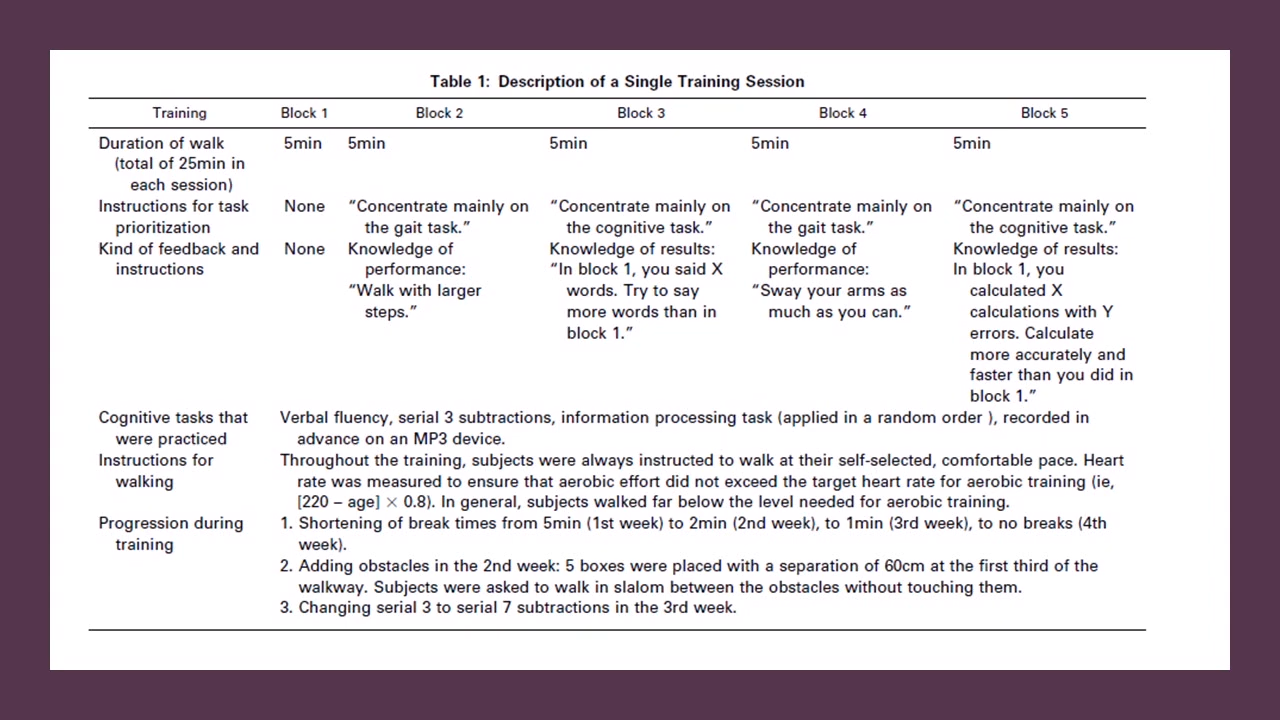 Table 1: Description of a Single Training Session
Training Block 1 Block 2 Block 3 Block 4 Block 5
Duration of walk 5min 5min 5min 5min 5min
(total of 25min in
each session)
Instructions for task None “Concentrate mainly on “Concentrate mainly on “Concentrate mainly on “Concentrate mainly on
prioritization the gait task.” the cognitive task.” the gait task.” the cognitive task.”
Kind of feedback and None Knowledge of Knowledge of results: Knowledge of Knowledge of results:
instructions performance: “In block 1, you said X performance: In block 1, you
“Walk with larger words. Try to say “Sway your arms as calculated X
steps.” more words than in much as you can.” calculations with Y
block 1.” errors. Calculate
more accurately and
faster than you did in
block 1.”
Cognitive tasks that Verbal fluency, serial 3 subtractions, information processing task (applied in a random order ), recorded in
were practiced advance on an MP3 device.
Instructions for Throughout the training, subjects were always instructed to walk at their self-selected, comfortable pace. Heart
walking rate was measured to ensure that aerobic effort did not exceed the target heart rate for aerobic training (ie,
[220 − age] × 0.8). In general, subjects walked far below the level needed for aerobic training.
Progression during 1. Shortening of break times from 5min (1st week) to 2min (2nd week), to 1min (3rd week), to no breaks (4th
training week).
2. Adding obstacles in the 2nd week: 5 boxes were placed with a separation of 60cm at the first third of the
walkway. Subjects were asked to walk in slalom between the obstacles without touching them.
3. Changing serial 3 to serial 7 subtractions in the 3rd week.